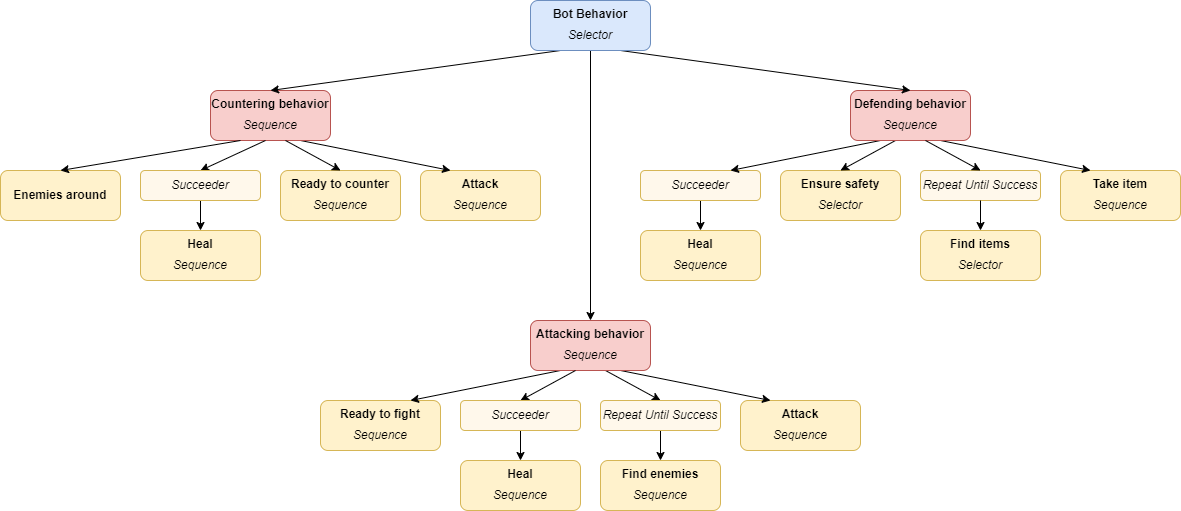 Bot Behavior
Selector
Countering behavior
Sequence
Defending behavior
Sequence
Enemies around
Succeeder
Ready to counter
Sequence
Attack
Sequence
Succeeder
Ensure safety
Selector
Repeat Until Success
Take item
Sequence
Heal
Sequence
Heal
Sequence
Find items
Selector
Attacking behavior
Sequence
Ready to fight
Sequence
Succeeder
Repeat Until Success
Attack
Sequence
Heal
Sequence
Find enemies
Sequence